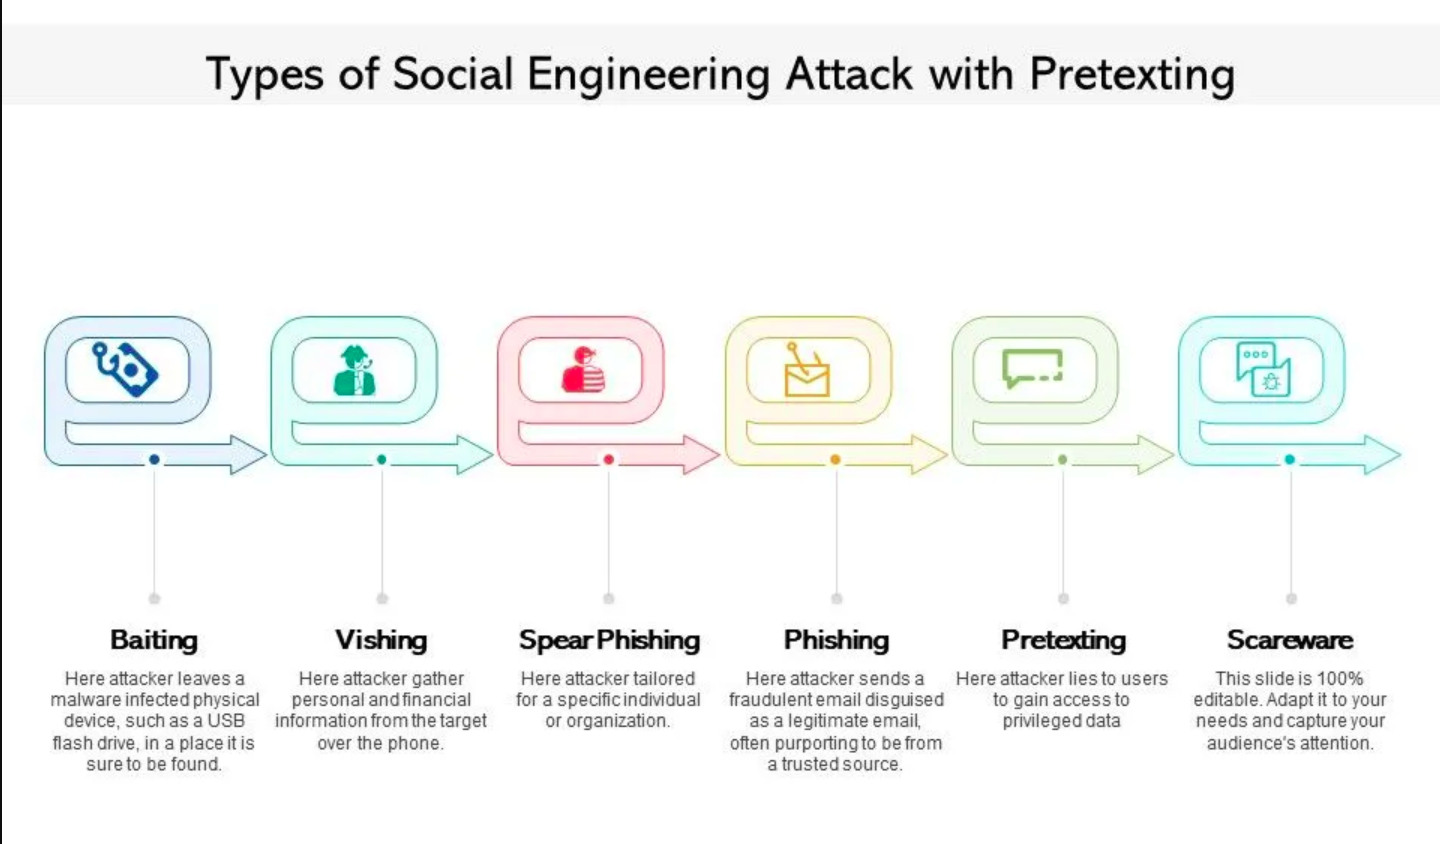 Types of Social Engineering Attack with Pretexting
Baiting
Here attacker leaves a
malware infected physical
device, such as a USB
flash drive, in a place it is
sure to be found.
Vishing
Here attacker gather
personal and financial
information from the target
over the phone.
Spear Phishing
Here attacker tailored
for a specific individual
or organization.
Phishing
Here attacker sends a
fraudulent email disguised
as a legitimate email,
often purporting to be from
a trusted source.
Pretexting
Here attacker lies to users
to gain access to
privileged data
Scareware
This slide is 100%
editable. Adapt it to your
needs and capture your
audience's attention.